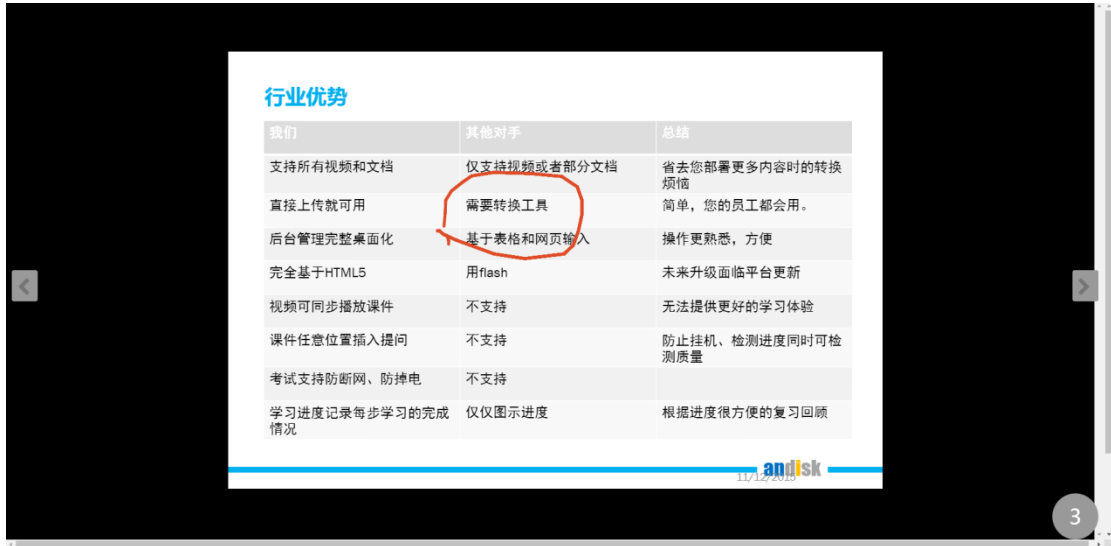 行业优势
我们 其他对手 总结
支持所有视频和文档 仅支持视频或者部分文档 省去您部署更多内容时的转换
烦恼
直接上传就可用 需要转换工具 简单，您的员工都会用。
后台管理完整桌面化 基于表格和网页输入 操作更熟悉，方便
完全基于HTML5 用flash 未来升级面临平台更新
视频可同步播放课件 不支持 无法提供更好的学习体验
课件任意位置插入提问 不支持 防止挂机、检测进度同时可检
测质量
考试支持防断网、防掉电 不支持
学习进度记录每步学习的完成 仅仅图示进度 根据进度很方便的复习回顾
情况
andisk
11/12/2015
3